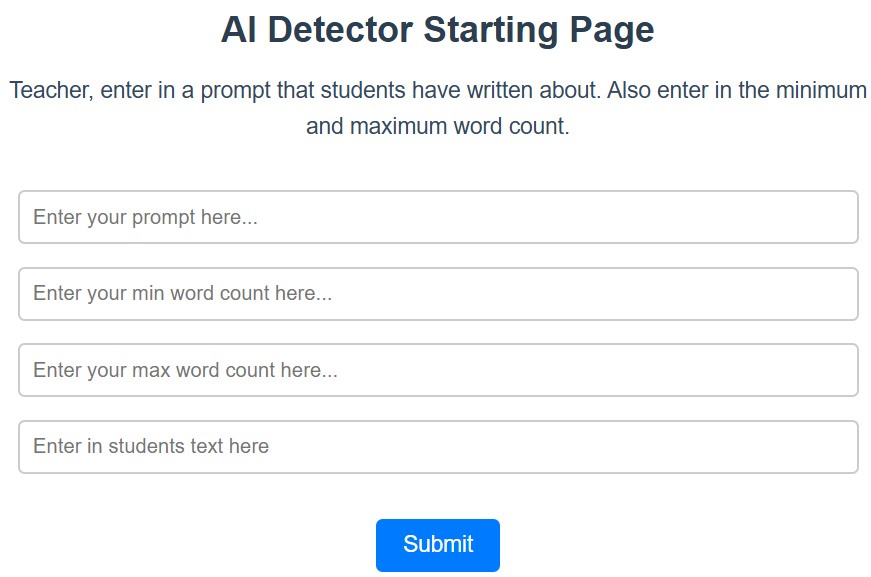 AI Detector Starting Page
Teacher, enter in a prompt that students have written about. Also enter in the minimum
and maximum word count.
Enter your prompt here...
Enter your min word count here...
Enter your max word count here...
Enter in students text here
Submit